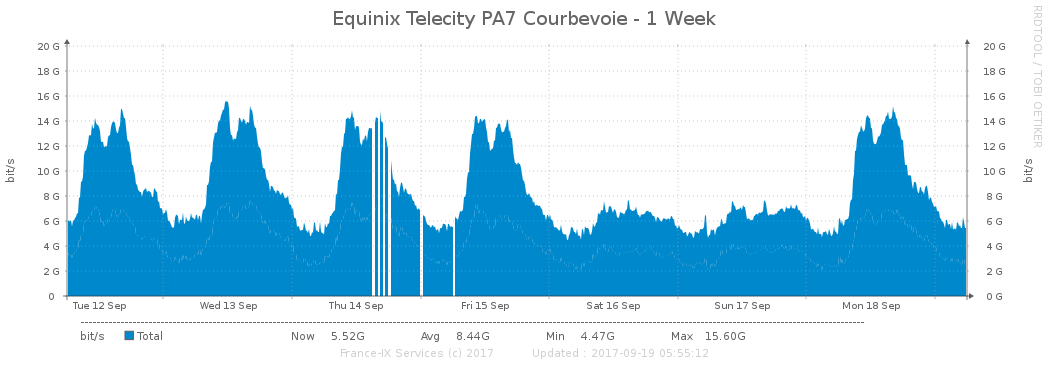 Equinix Telecity PA7 Courbevoie - 1 Week
RRDTOOL / TOBI OETIKER
20 G 20 G
18 G 18 G
16 G 16 G
14 G 14 G
12 G 12 G
10 G 10 G
8 G 8 G
6 G 6 G
4 G 4 G
2 G 2 G
0 0 G
bit/s
bit/s
Tue 12 Sep Wed 13 Sep Thu 14 Sep Fri 15 Sep Sat 16 Sep Sun 17 Sep Mon 18 Sep
bit/s Total Now 5.52G Avg 8.44G Min 4.47G Max 15.60G
France-IX Services (c) 2017 Updated : 2017-09-19 05:55:12